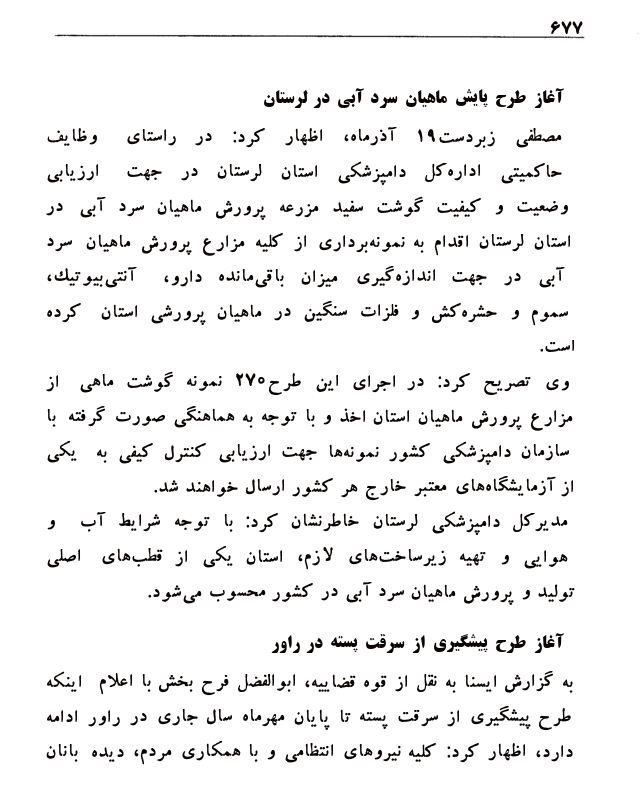 ۶۷۷
آغاز طرح پایش ماهیان سرد آبی در لرستان
مصطفی زبردست۱۹ آذرماه، اظهار کرد: در راستای وظایف
حاکمیتی اداره‌کل دامپزشکی استان لرستان در جهت ارزیابی
وضعیت و کیفیت گوشت سفید مزرعه پرورش ماهیان سرد آبی در
استان لرستان اقدام به نمونه‌برداری از کلیه مزارع پرورش ماهیان سرد
آبی در جهت اندازه‌گیری میزان باقی‌مانده دارو، آنتی‌بیوتیک،
سموم و حشره‌کش و فلزات سنگین در ماهیان پرورشی استان کرده
است.
وی تصریح کرد: در اجرای این طرح۲۷۰ نمونه گوشت ماهی از
مزارع پرورش ماهیان استان اخذ و با توجه به هماهنگی صورت گرفته با
سازمان دامپزشکی کشور نمونه‌ها جهت ارزیابی کنترل کیفی به یکی
از آزمایشگاه‌های معتبر خارج هر کشور ارسال خواهند شد.
مدیرکل دامپزشکی لرستان خاطرنشان کرد: با توجه شرایط آب و
هوایی و تهیه زیرساخت‌های لازم، استان یکی از قطب‌های اصلی
تولید و پرورش ماهیان سرد آبی در کشور محسوب می‌شود.
آغاز طرح پیشگیری از سرقت پسته در راور
به گزارش ایسنا به نقل از قوه قضاییه، ابوالفضل فرح بخش با اعلام اینکه
طرح پیشگیری از سرقت پسته تا پایان مهرماه سال جاری در راور ادامه
دارد، اظهار کرد: کلیه نیروهای انتظامی و با همکاری مردم، دیده بانان